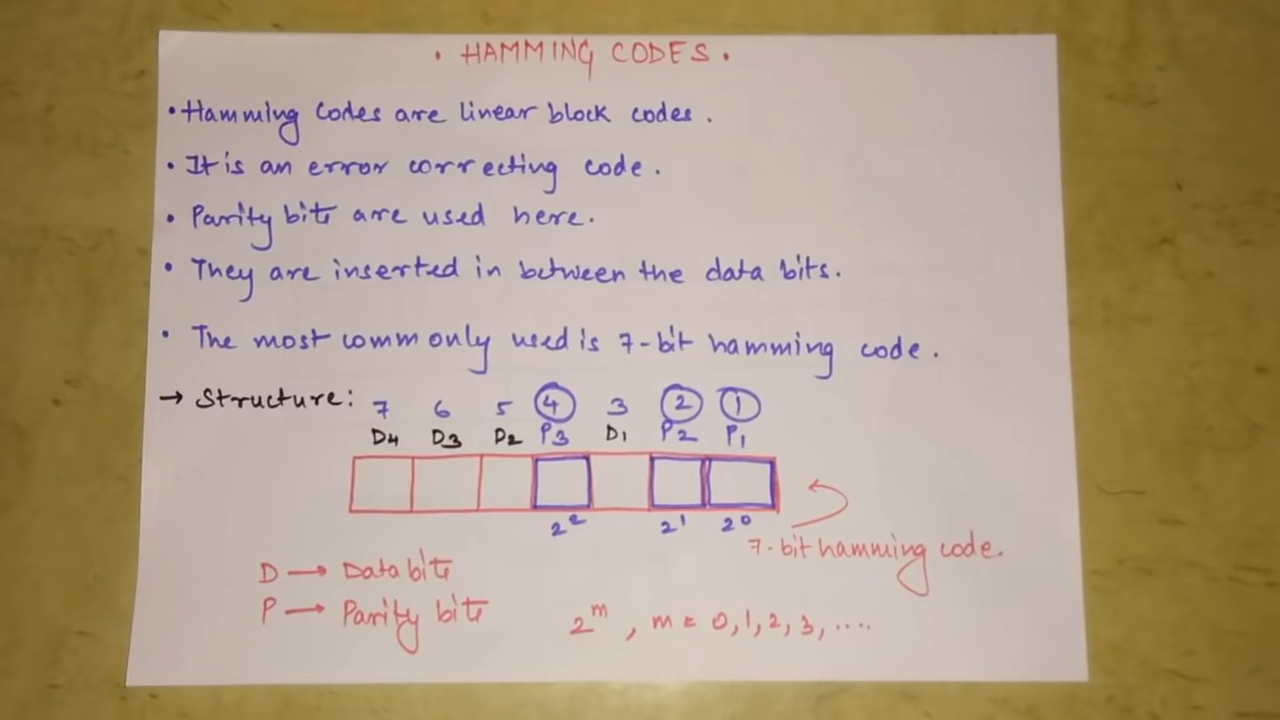 . HAMMING CODES .
• Hamming Codes are linear block codes .
• It is an error correcting code .
• Parity bits are used here .
• They are inserted in between the data bits .
• The most commonly used is 7-bit hamming code .
→ Structure: 7 6 5 4 3 2 1
D4 D3 D2 P3 D1 P2 P1
2² 2¹ 2⁰
7-bit hamming code.
D → Data bits
P → Parity bits
2ᵐ , m = 0, 1, 2, 3, ....